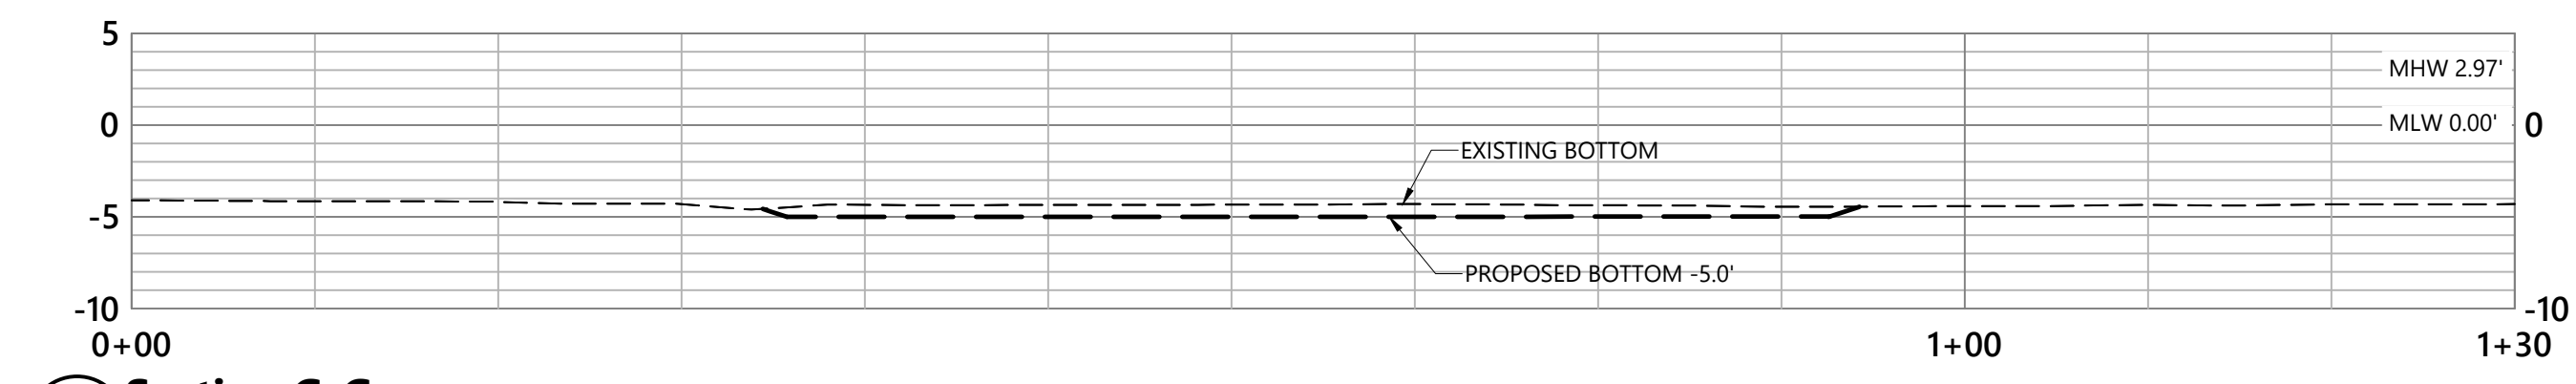 5
MHW 2.97'
0
MLW 0.00'
0
EXISTING BOTTOM
-5
PROPOSED BOTTOM -5.0'
-10
-10
0+00
1+00
1+30